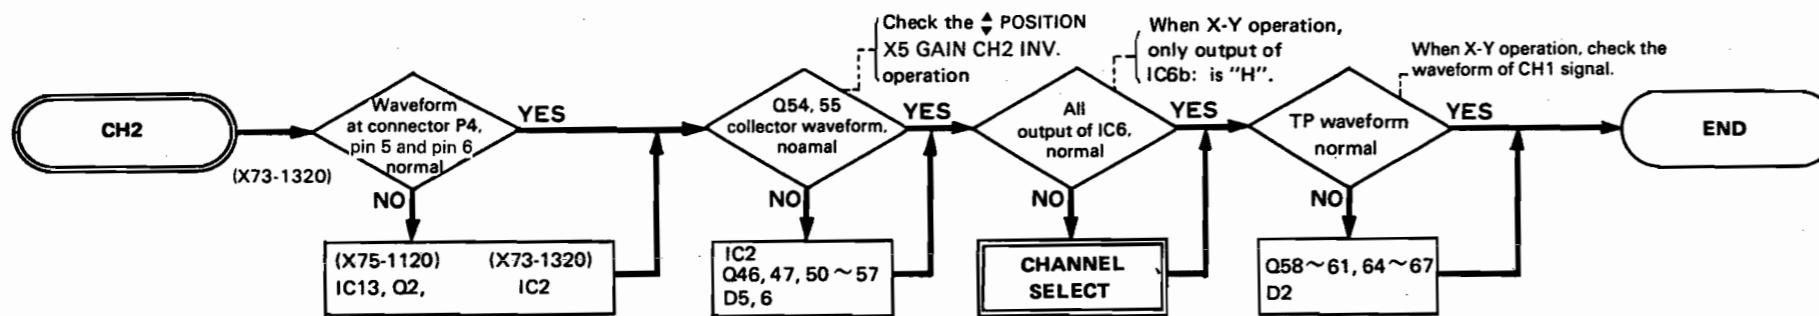 CH2
(X73-1320)
Waveform
at connector P4,
pin 5 and pin 6
normal
YES
NO
(X75-1120) (X73-1320)
IC13, Q2, IC2
Check the ▲▼ POSITION
X5 GAIN CH2 INV.
operation
Q54, 55
collector waveform,
noamal
YES
NO
IC2
Q46, 47, 50~57
D5, 6
When X-Y operation,
only output of
IC6b: is "H".
All
output of IC6,
normal
YES
NO
CHANNEL
SELECT
When X-Y operation, check the
waveform of CH1 signal.
TP waveform
normal
YES
NO
Q58~61, 64~67
D2
END